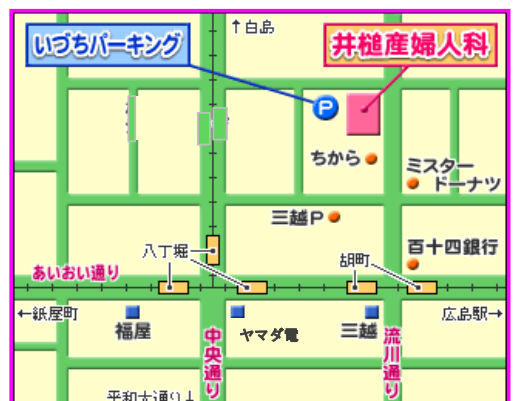 ↑白島
いづちパーキング
井槌産婦人科
P
ちから
ミスター
ドーナツ
三越P
八丁堀
胡町
百十四銀行
あいおい通り
←紙屋町
福屋
ヤマダ電
三越
広島駅→
中央通り
流川通り
平和大通り↓